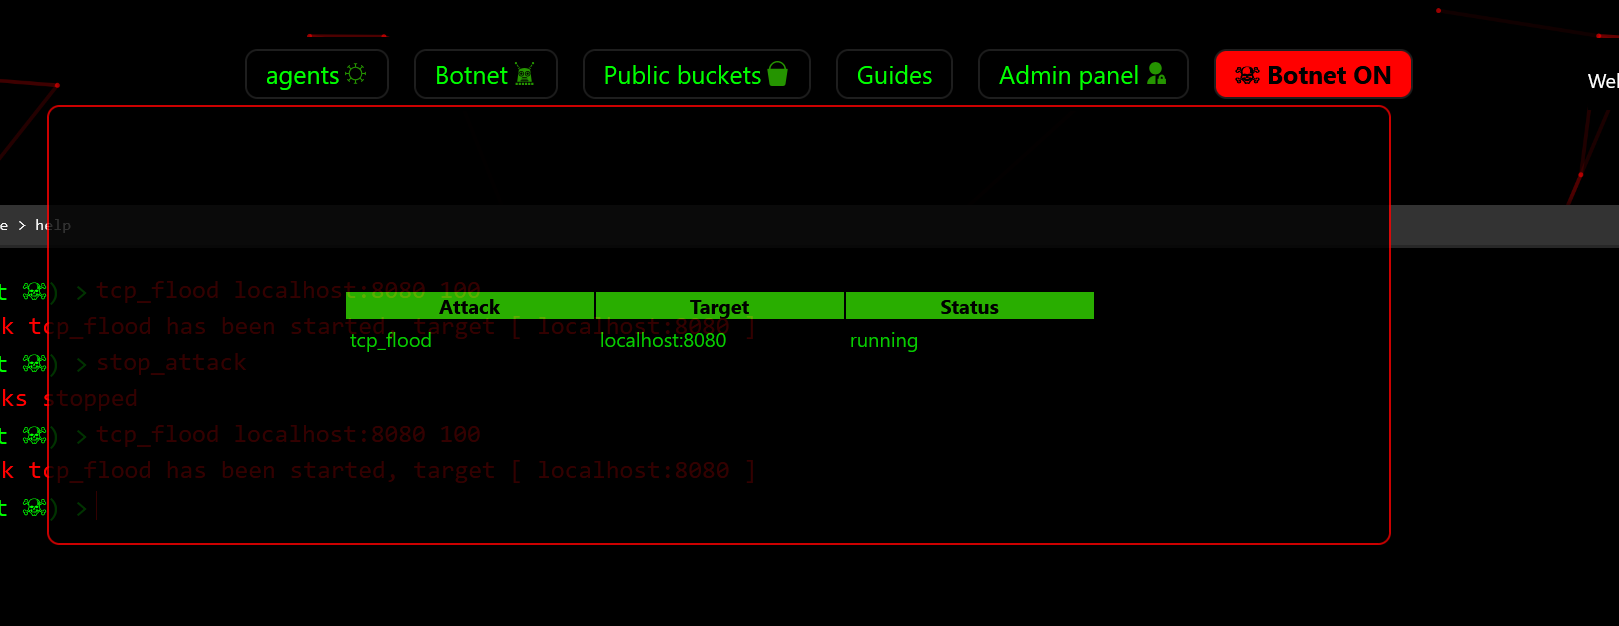 agents Botnet Public buckets Guides Admin panel Botnet ON
Wel
e > help
t ) > tcp_flood localhost:8080 100
Attack Target Status
k tcp_flood has been started, target [ localhost:8080 ]
tcp_flood localhost:8080 running
t ) > stop_attack
ks stopped
t ) > tcp_flood localhost:8080 100
k tcp_flood has been started, target [ localhost:8080 ]
t ) >